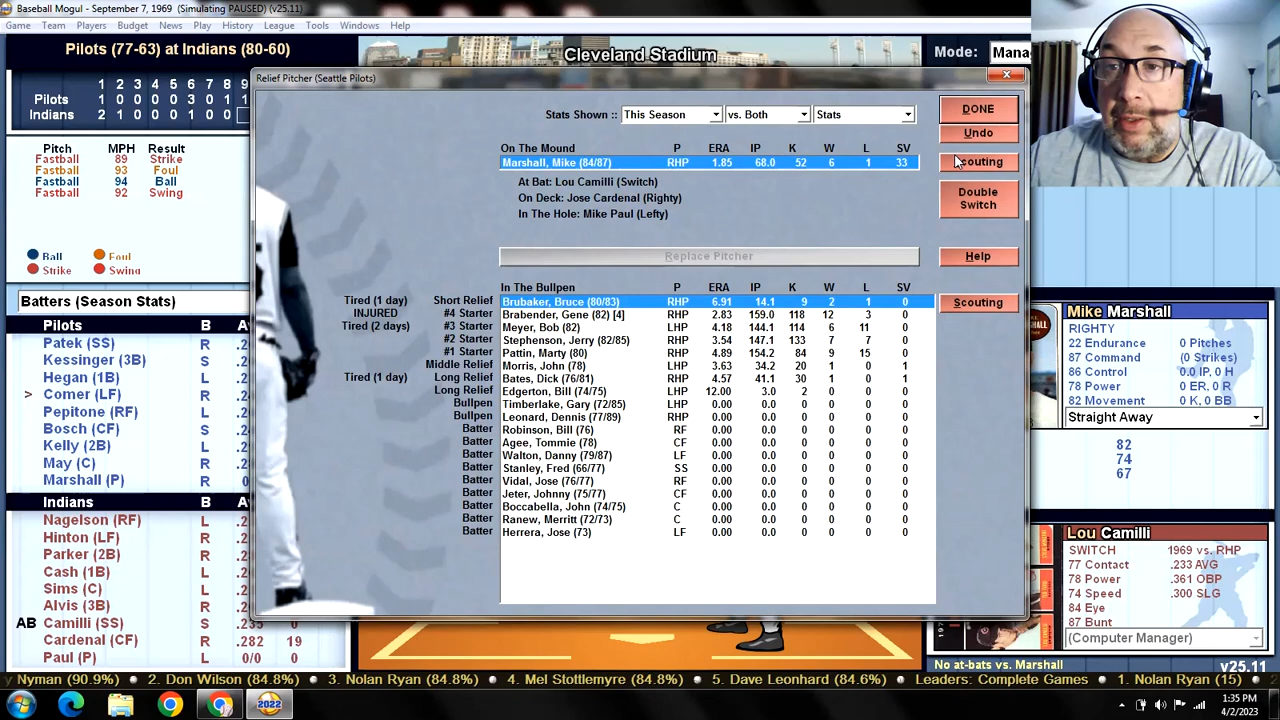 Baseball Mogul - September 7, 1969 (Simulating PAUSED) (v25.11)
Game Team Players Budget News Play History League Tools Windows Help
Pilots (77-63) at Indians (80-60)
1 2 3 4 5 6 7 8 9
Pilots 1 0 0 0 0 3 0 1 1
Indians 2 1 0 0 0 1 0 0
Pitch MPH Result
Fastball 89 Strike
Fastball 93 Foul
Fastball 94 Ball
Fastball 92 Swing
Ball Foul
Strike Swing
Batters (Season Stats)
Pilots B
Patek (SS) R .2
Kessinger (3B) S .2
Hegan (1B) L .2
> Comer (LF) R .2
Pepitone (RF) L .2
Bosch (CF) S .2
Kelly (2B) L .2
May (C) R .2
Marshall (P) R
Indians B
Nagelson (RF) L .2
Hinton (LF) R .2
Parker (2B) L .2
Cash (1B) L .2
Sims (C) L .2
Alvis (3B) R .2
AB Camilli (SS) S .235 0
Cardenal (CF) R .282 19
Paul (P) L 0/0 0
Cleveland Stadium
Mode: Mana
Relief Pitcher (Seattle Pilots)
Stats Shown :: This Season vs. Both Stats
On The Mound P ERA IP K W L SV
Marshall, Mike (84/87) RHP 1.85 68.0 52 6 1 33
At Bat: Lou Camilli (Switch)
On Deck: Jose Cardenal (Righty)
In The Hole: Mike Paul (Lefty)
Replace Pitcher
DONE
Undo
Scouting
Double
Switch
Help
Scouting
In The Bullpen P ERA IP K W L SV
Tired (1 day) Short Relief Brubaker, Bruce (80/83) RHP 6.91 14.1 9 2 1 0
INJURED #4 Starter Brabender, Gene (82) [4] RHP 2.83 159.0 118 12 3 0
Tired (2 days) #3 Starter Meyer, Bob (82) LHP 4.18 144.1 114 6 11 0
#2 Starter Stephenson, Jerry (82/85) RHP 3.54 147.1 133 7 7 0
#1 Starter Pattin, Marty (80) RHP 4.89 154.2 84 9 15 0
Middle Relief Morris, John (78) LHP 3.63 34.2 20 1 0 1
Tired (1 day) Long Relief Bates, Dick (76/81) RHP 4.57 41.1 30 1 0 1
Long Relief Edgerton, Bill (74/75) LHP 12.00 3.0 2 0 0 0
Bullpen Timberlake, Gary (72/85) LHP 0.00 0.0 0 0 0 0
Bullpen Leonard, Dennis (77/89) RHP 0.00 0.0 0 0 0 0
Batter Robinson, Bill (76) RF 0.00 0.0 0 0 0 0
Batter Agee, Tommie (78) CF 0.00 0.0 0 0 0 0
Batter Walton, Danny (79/87) LF 0.00 0.0 0 0 0 0
Batter Stanley, Fred (66/77) SS 0.00 0.0 0 0 0 0
Batter Vidal, Jose (76/77) RF 0.00 0.0 0 0 0 0
Batter Jeter, Johnny (75/77) CF 0.00 0.0 0 0 0 0
Batter Boccabella, John (74/75) C 0.00 0.0 0 0 0 0
Batter Ranew, Merritt (72/73) C 0.00 0.0 0 0 0 0
Batter Herrera, Jose (73) LF 0.00 0.0 0 0 0 0
Mike Marshall
RIGHTY
22 Endurance 0 Pitches
87 Command (0 Strikes)
86 Control 0.0 IP, 0 H
78 Power 0 ER, 0 R
82 Movement 0 K, 0 BB
Straight Away
82
74
67
Lou Camilli
SWITCH 1969 vs. RHP
77 Contact .233 AVG
78 Power .361 OBP
74 Speed .300 SLG
84 Eye
87 Bunt
(Computer Manager)
No at-bats vs. Marshall v25.11
y Nyman (90.9%) • 2. Don Wilson (84.8%) • 3. Nolan Ryan (84.8%) • 4. Mel Stottlemyre (84.8%) • 5. Dave Leonhard (84.6%) • Leaders: Complete Games • 1. Nolan Ryan (15) • 2.
2022
1:35 PM
4/2/2023